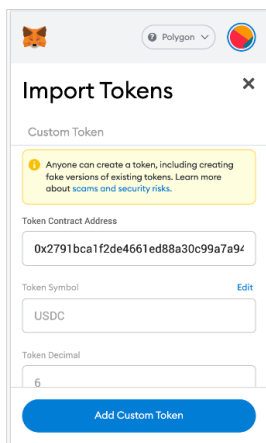 Polygon
Import Tokens
Custom Token
Anyone can create a token, including creating
fake versions of existing tokens. Learn more
about scams and security risks.
Token Contract Address
0x2791bca1f2de4661ed88a30c99a7a94
Token Symbol
Edit
USDC
Token Decimal
6
Add Custom Token